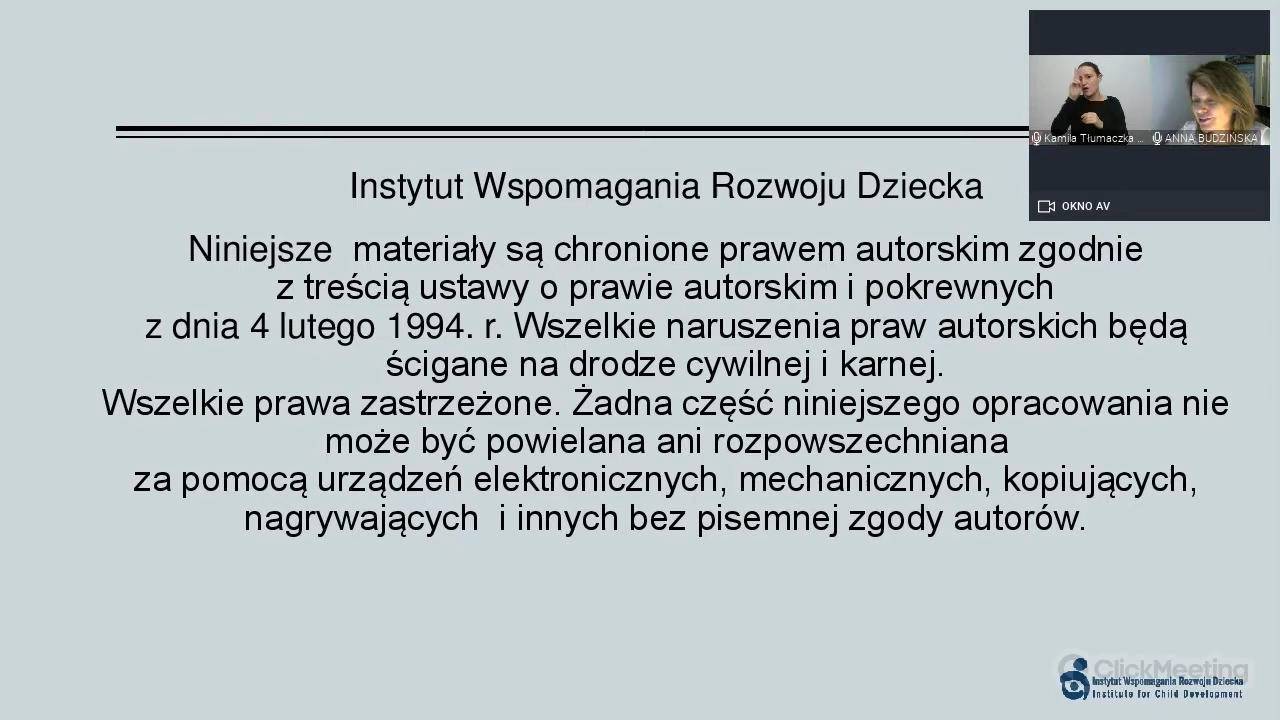 Instytut Wspomagania Rozwoju Dziecka
Niniejsze materiały są chronione prawem autorskim zgodnie
z treścią ustawy o prawie autorskim i pokrewnych
z dnia 4 lutego 1994. r. Wszelkie naruszenia praw autorskich będą
ścigane na drodze cywilnej i karnej.
Wszelkie prawa zastrzeżone. Żadna część niniejszego opracowania nie
może być powielana ani rozpowszechniana
za pomocą urządzeń elektronicznych, mechanicznych, kopiujących,
nagrywających i innych bez pisemnej zgody autorów.
Kamila Tłumaczka ...
ANNA BUDZIŃSKA
OKNO AV
ClickMeeting
Instytut Wspomagania Rozwoju Dziecka
Institute for Child Development